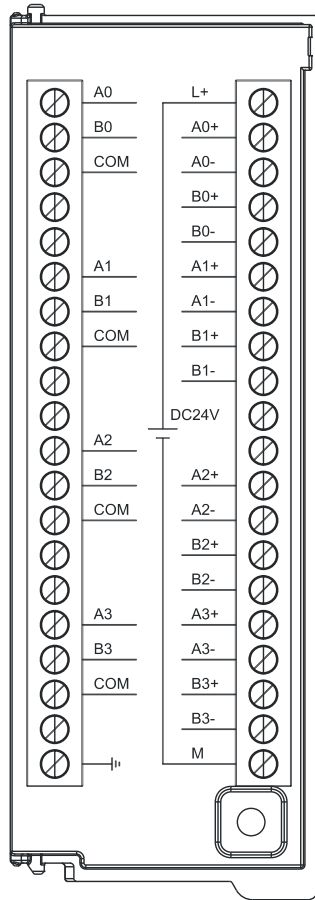 A0
B0
COM
A1
B1
COM
A2
B2
COM
A3
B3
COM
L+
A0+
A0-
B0+
B0-
A1+
A1-
B1+
B1-
DC24V
A2+
A2-
B2+
B2-
A3+
A3-
B3+
B3-
M